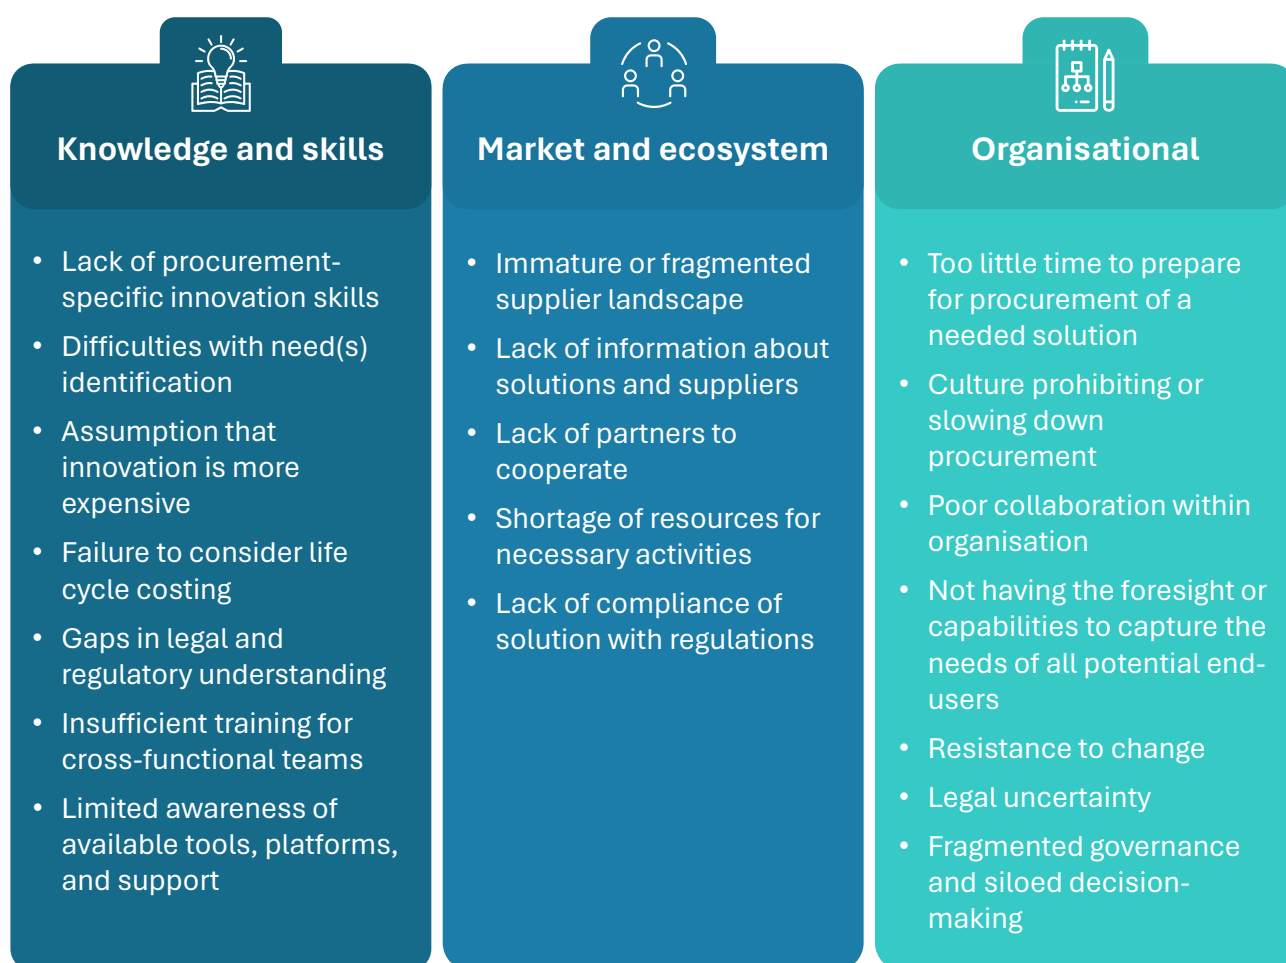 Knowledge and skills
• Lack of procurement-
specific innovation skills
• Difficulties with need(s)
identification
• Assumption that
innovation is more
expensive
• Failure to consider life
cycle costing
• Gaps in legal and
regulatory understanding
• Insufficient training for
cross-functional teams
• Limited awareness of
available tools, platforms,
and support
Market and ecosystem
• Immature or fragmented
supplier landscape
• Lack of information about
solutions and suppliers
• Lack of partners to
cooperate
• Shortage of resources for
necessary activities
• Lack of compliance of
solution with regulations
Organisational
• Too little time to prepare
for procurement of a
needed solution
• Culture prohibiting or
slowing down
procurement
• Poor collaboration within
organisation
• Not having the foresight or
capabilities to capture the
needs of all potential end-
users
• Resistance to change
• Legal uncertainty
• Fragmented governance
and siloed decision-
making